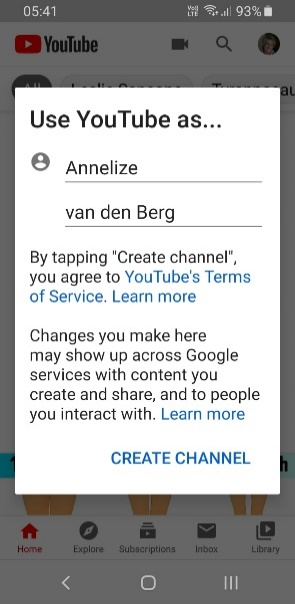 05:41 Vo)) LTE 93%
YouTube
All
Use YouTube as...
Annelize
van den Berg
By tapping "Create channel",
you agree to YouTube's Terms
of Service. Learn more
Changes you make here
may show up across Google
services with content you
create and share, and to people
you interact with. Learn more
CREATE CHANNEL
Home Explore Subscriptions Inbox Library